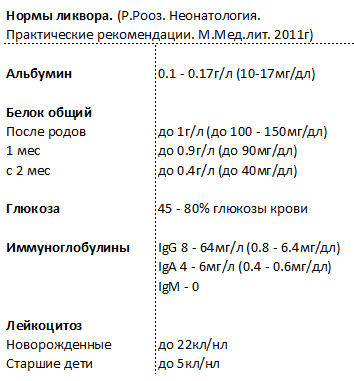 Нормы ликвора. (Р.Рооз. Неонатология.
Практические рекомендации. М.Мед.лит. 2011г)
Альбумин 0.1 - 0.17г/л (10-17мг/дл)
Белок общий
После родов до 1г/л (до 100 - 150мг/дл)
1 мес до 0.9г/л (до 90мг/дл)
с 2 мес до 0.4г/л (до 40мг/дл)
Глюкоза 45 - 80% глюкозы крови
Иммуноглобулины IgG 8 - 64мг/л (0.8 - 6.4мг/дл)
IgA 4 - 6мг/л (0.4 - 0.6мг/дл)
IgM - 0
Лейкоцитоз
Новорожденные до 22кл/нл
Старшие дети до 5кл/нл